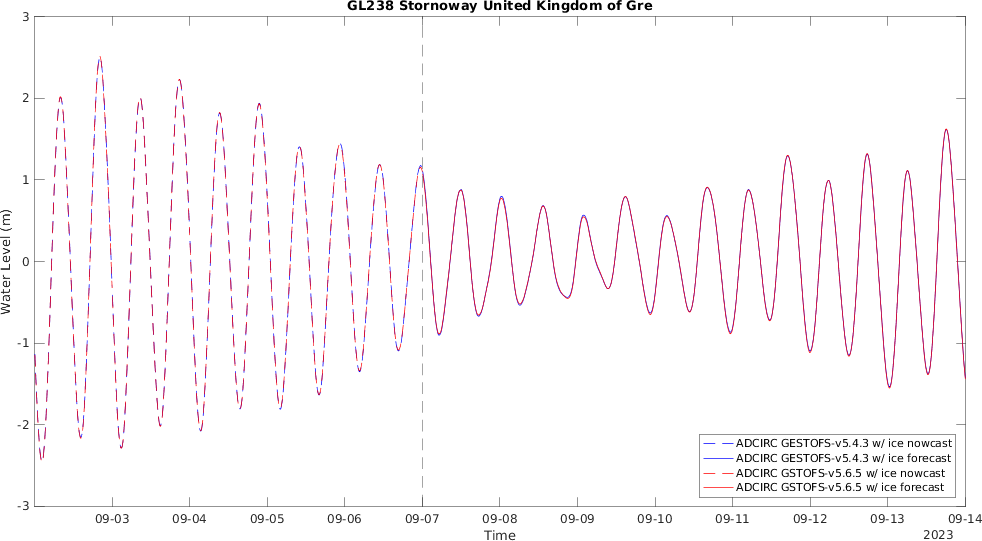 GL238 Stornoway United Kingdom of Gre
3
2
1
0
-1
-2
-3
Water Level (m)
ADCIRC GESTOFS-v5.4.3 w/ ice nowcast
ADCIRC GESTOFS-v5.4.3 w/ ice forecast
ADCIRC GSTOFS-v5.6.5 w/ ice nowcast
ADCIRC GSTOFS-v5.6.5 w/ ice forecast
09-03 09-04 09-05 09-06 09-07 09-08 09-09 09-10 09-11 09-12 09-13 09-14
Time
2023